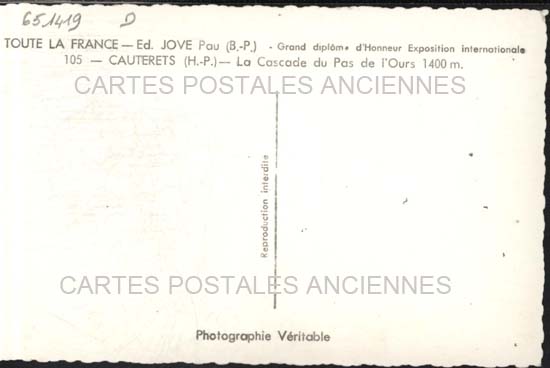 651419 D
TOUTE LA FRANCE — Ed. JOVE Pau (B.-P.) - Grand diplôme d'Honneur Exposition internationale
105 — CAUTERETS (H.-P.) — La Cascade du Pas de l'Ours 1400 m.
CARTES POSTALES ANCIENNES
Reproduction interdite
CARTES POSTALES ANCIENNES
Photographie Véritable